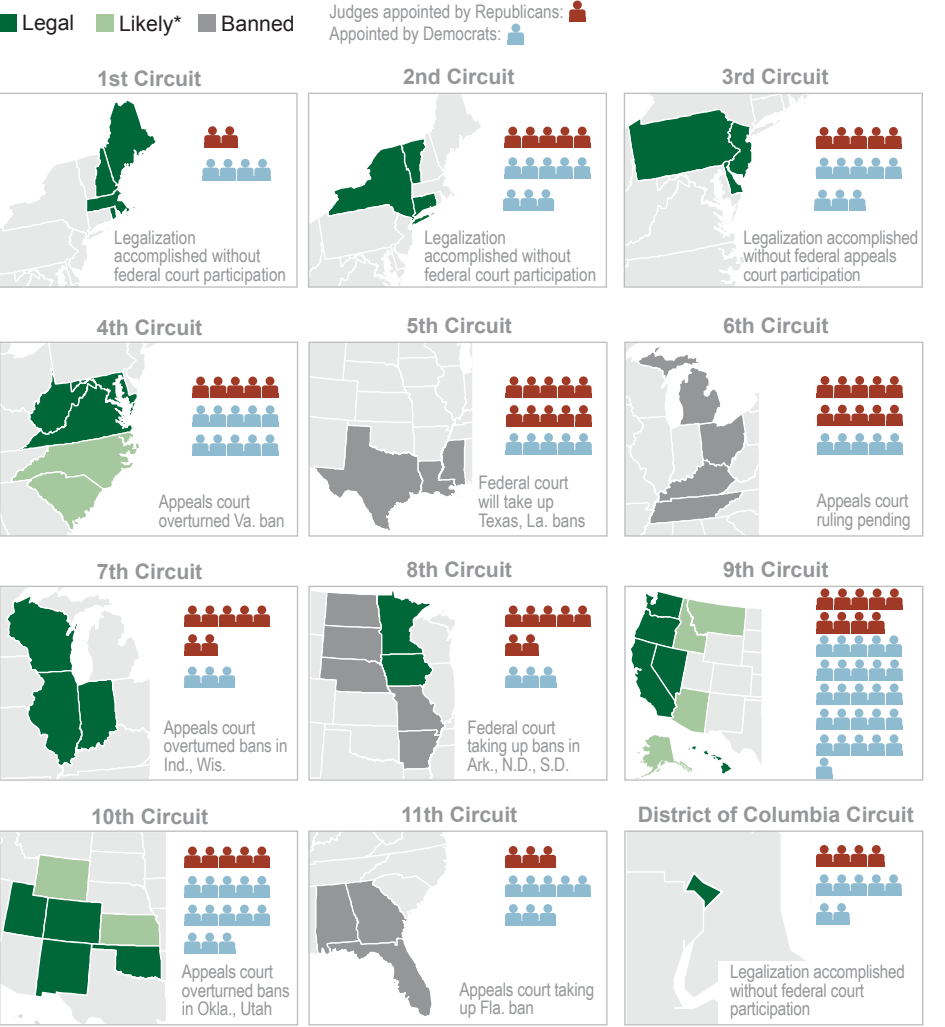 Legal Likely* Banned
Judges appointed by Republicans:
Appointed by Democrats:
1st Circuit
Legalization
accomplished without
federal court participation
2nd Circuit
Legalization
accomplished without
federal court participation
3rd Circuit
Legalization accomplished
without federal appeals
court participation
4th Circuit
Appeals court
overturned Va. ban
5th Circuit
Federal court
will take up
Texas, La. bans
6th Circuit
Appeals court
ruling pending
7th Circuit
Appeals court
overturned bans in
Ind., Wis.
8th Circuit
Federal court
taking up bans in
Ark., N.D., S.D.
9th Circuit
10th Circuit
Appeals court
overturned bans
in Okla., Utah
11th Circuit
Appeals court taking
up Fla. ban
District of Columbia Circuit
Legalization accomplished
without federal court
participation